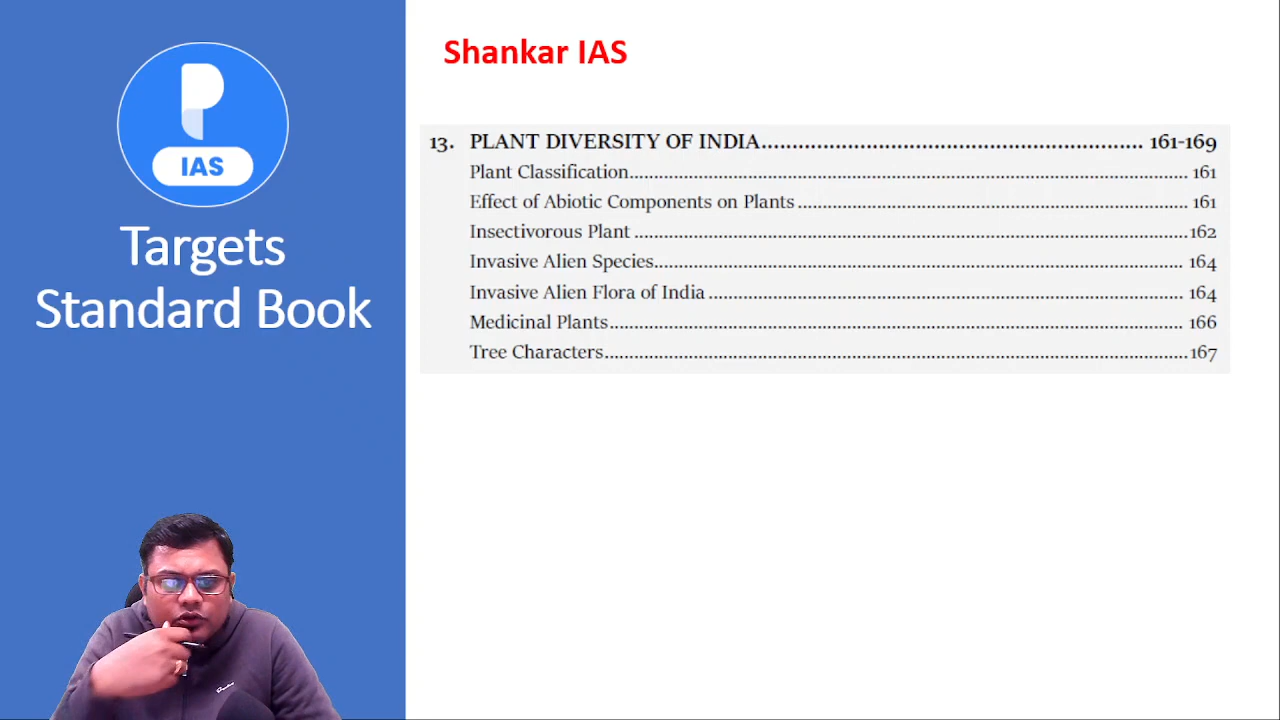 P
IAS
Targets
Standard Book
Shankar IAS
13. PLANT DIVERSITY OF INDIA 161-169
Plant Classification 161
Effect of Abiotic Components on Plants 161
Insectivorous Plant 162
Invasive Alien Species 164
Invasive Alien Flora of India 164
Medicinal Plants 166
Tree Characters 167